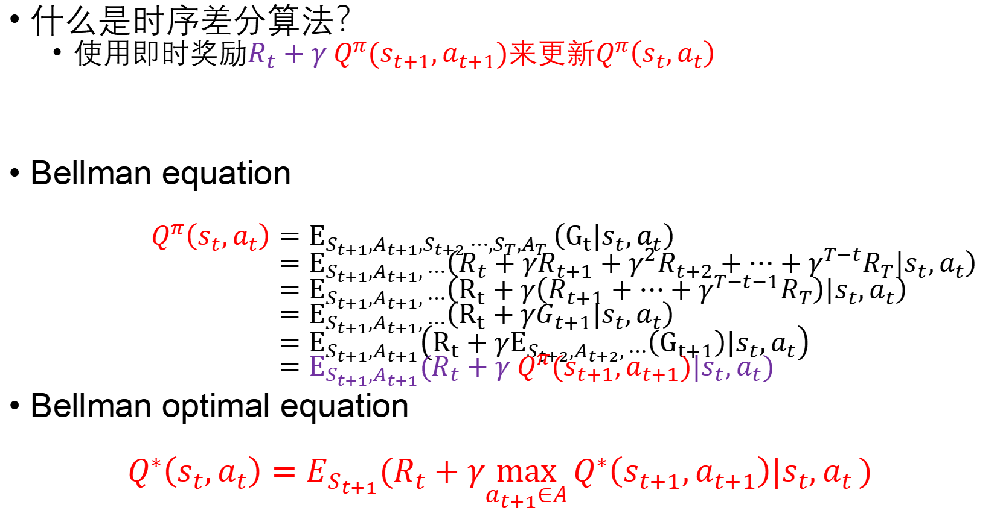 • 什么是时序差分算法?
• 使用即时奖励$R_t + \gamma\, Q^{\pi}(s_{t+1}, a_{t+1})$来更新$Q^{\pi}(s_t, a_t)$
• Bellman equation
$Q^{\pi}(s_t, a_t) = \mathrm{E}_{S_{t+1},A_{t+1},S_{t+2}\cdots,S_T,A_T}(\mathrm{G_t}|s_t, a_t)$
$= \mathrm{E}_{S_{t+1},A_{t+1},\cdots}(R_t + \gamma R_{t+1} + \gamma^2 R_{t+2} + \cdots + \gamma^{T-t} R_T|s_t, a_t)$
$= \mathrm{E}_{S_{t+1},A_{t+1},\cdots}(\mathrm{R_t} + \gamma(R_{t+1} + \cdots + \gamma^{T-t-1} R_T)|s_t, a_t)$
$= \mathrm{E}_{S_{t+1},A_{t+1},\cdots}(\mathrm{R_t} + \gamma G_{t+1}|s_t, a_t)$
$= \mathrm{E}_{S_{t+1},A_{t+1}}(\mathrm{R_t} + \gamma \mathrm{E}_{S_{t+2},A_{t+2},\cdots}(\mathrm{G_{t+1}})|s_t, a_t)$
$= \mathrm{E}_{S_{t+1},A_{t+1}}(R_t + \gamma\, Q^{\pi}(s_{t+1}, a_{t+1})|s_t, a_t)$
• Bellman optimal equation
$Q^*(s_t, a_t) = E_{S_{t+1}}(R_t + \gamma \max_{a_{t+1} \in A} Q^*(s_{t+1}, a_{t+1})|s_t, a_t)$